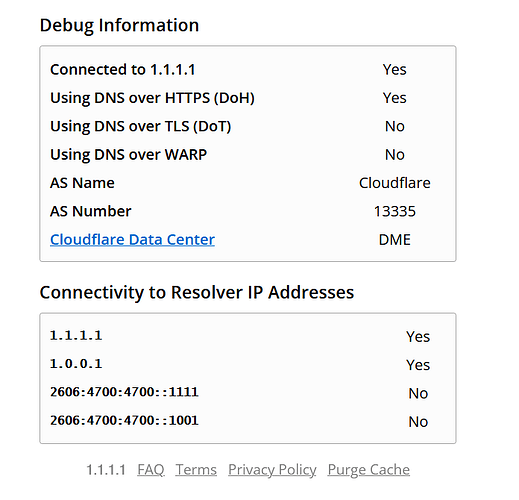 Debug Information
Connected to 1.1.1.1 Yes
Using DNS over HTTPS (DoH) Yes
Using DNS over TLS (DoT) No
Using DNS over WARP No
AS Name Cloudflare
AS Number 13335
Cloudflare Data Center DME
Connectivity to Resolver IP Addresses
1.1.1.1 Yes
1.0.0.1 Yes
2606:4700:4700::1111 No
2606:4700:4700::1001 No
1.1.1.1 FAQ Terms Privacy Policy Purge Cache